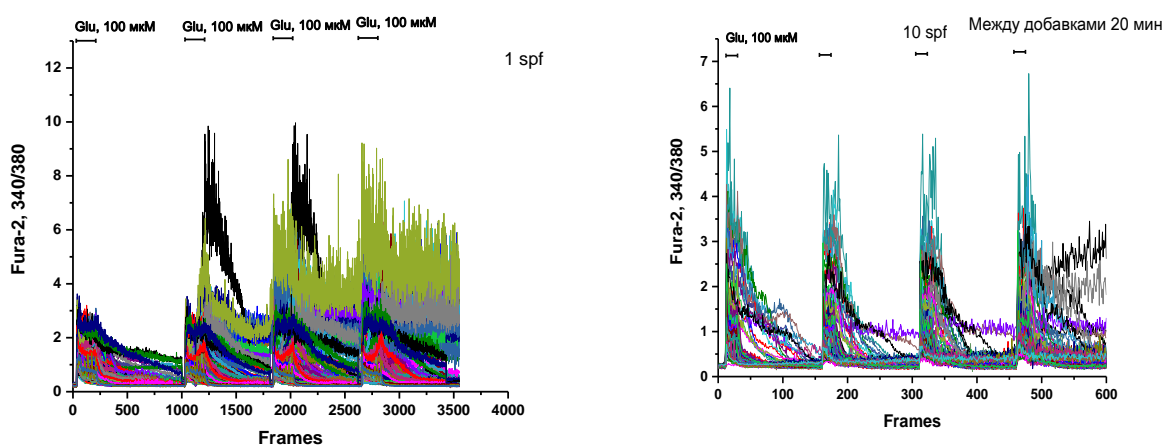 Glu, 100 мкМ Glu, 100 мкМ Glu, 100 мкМ Glu, 100 мкМ
1 spf
Fura-2, 340/380
12
10
8
6
4
2
0
0 500 1000 1500 2000 2500 3000 3500 4000
Frames
Между добавками 20 мин
10 spf
Glu, 100 мкМ
Fura-2, 340/380
7
6
5
4
3
2
1
0
0 100 200 300 400 500 600
Frames